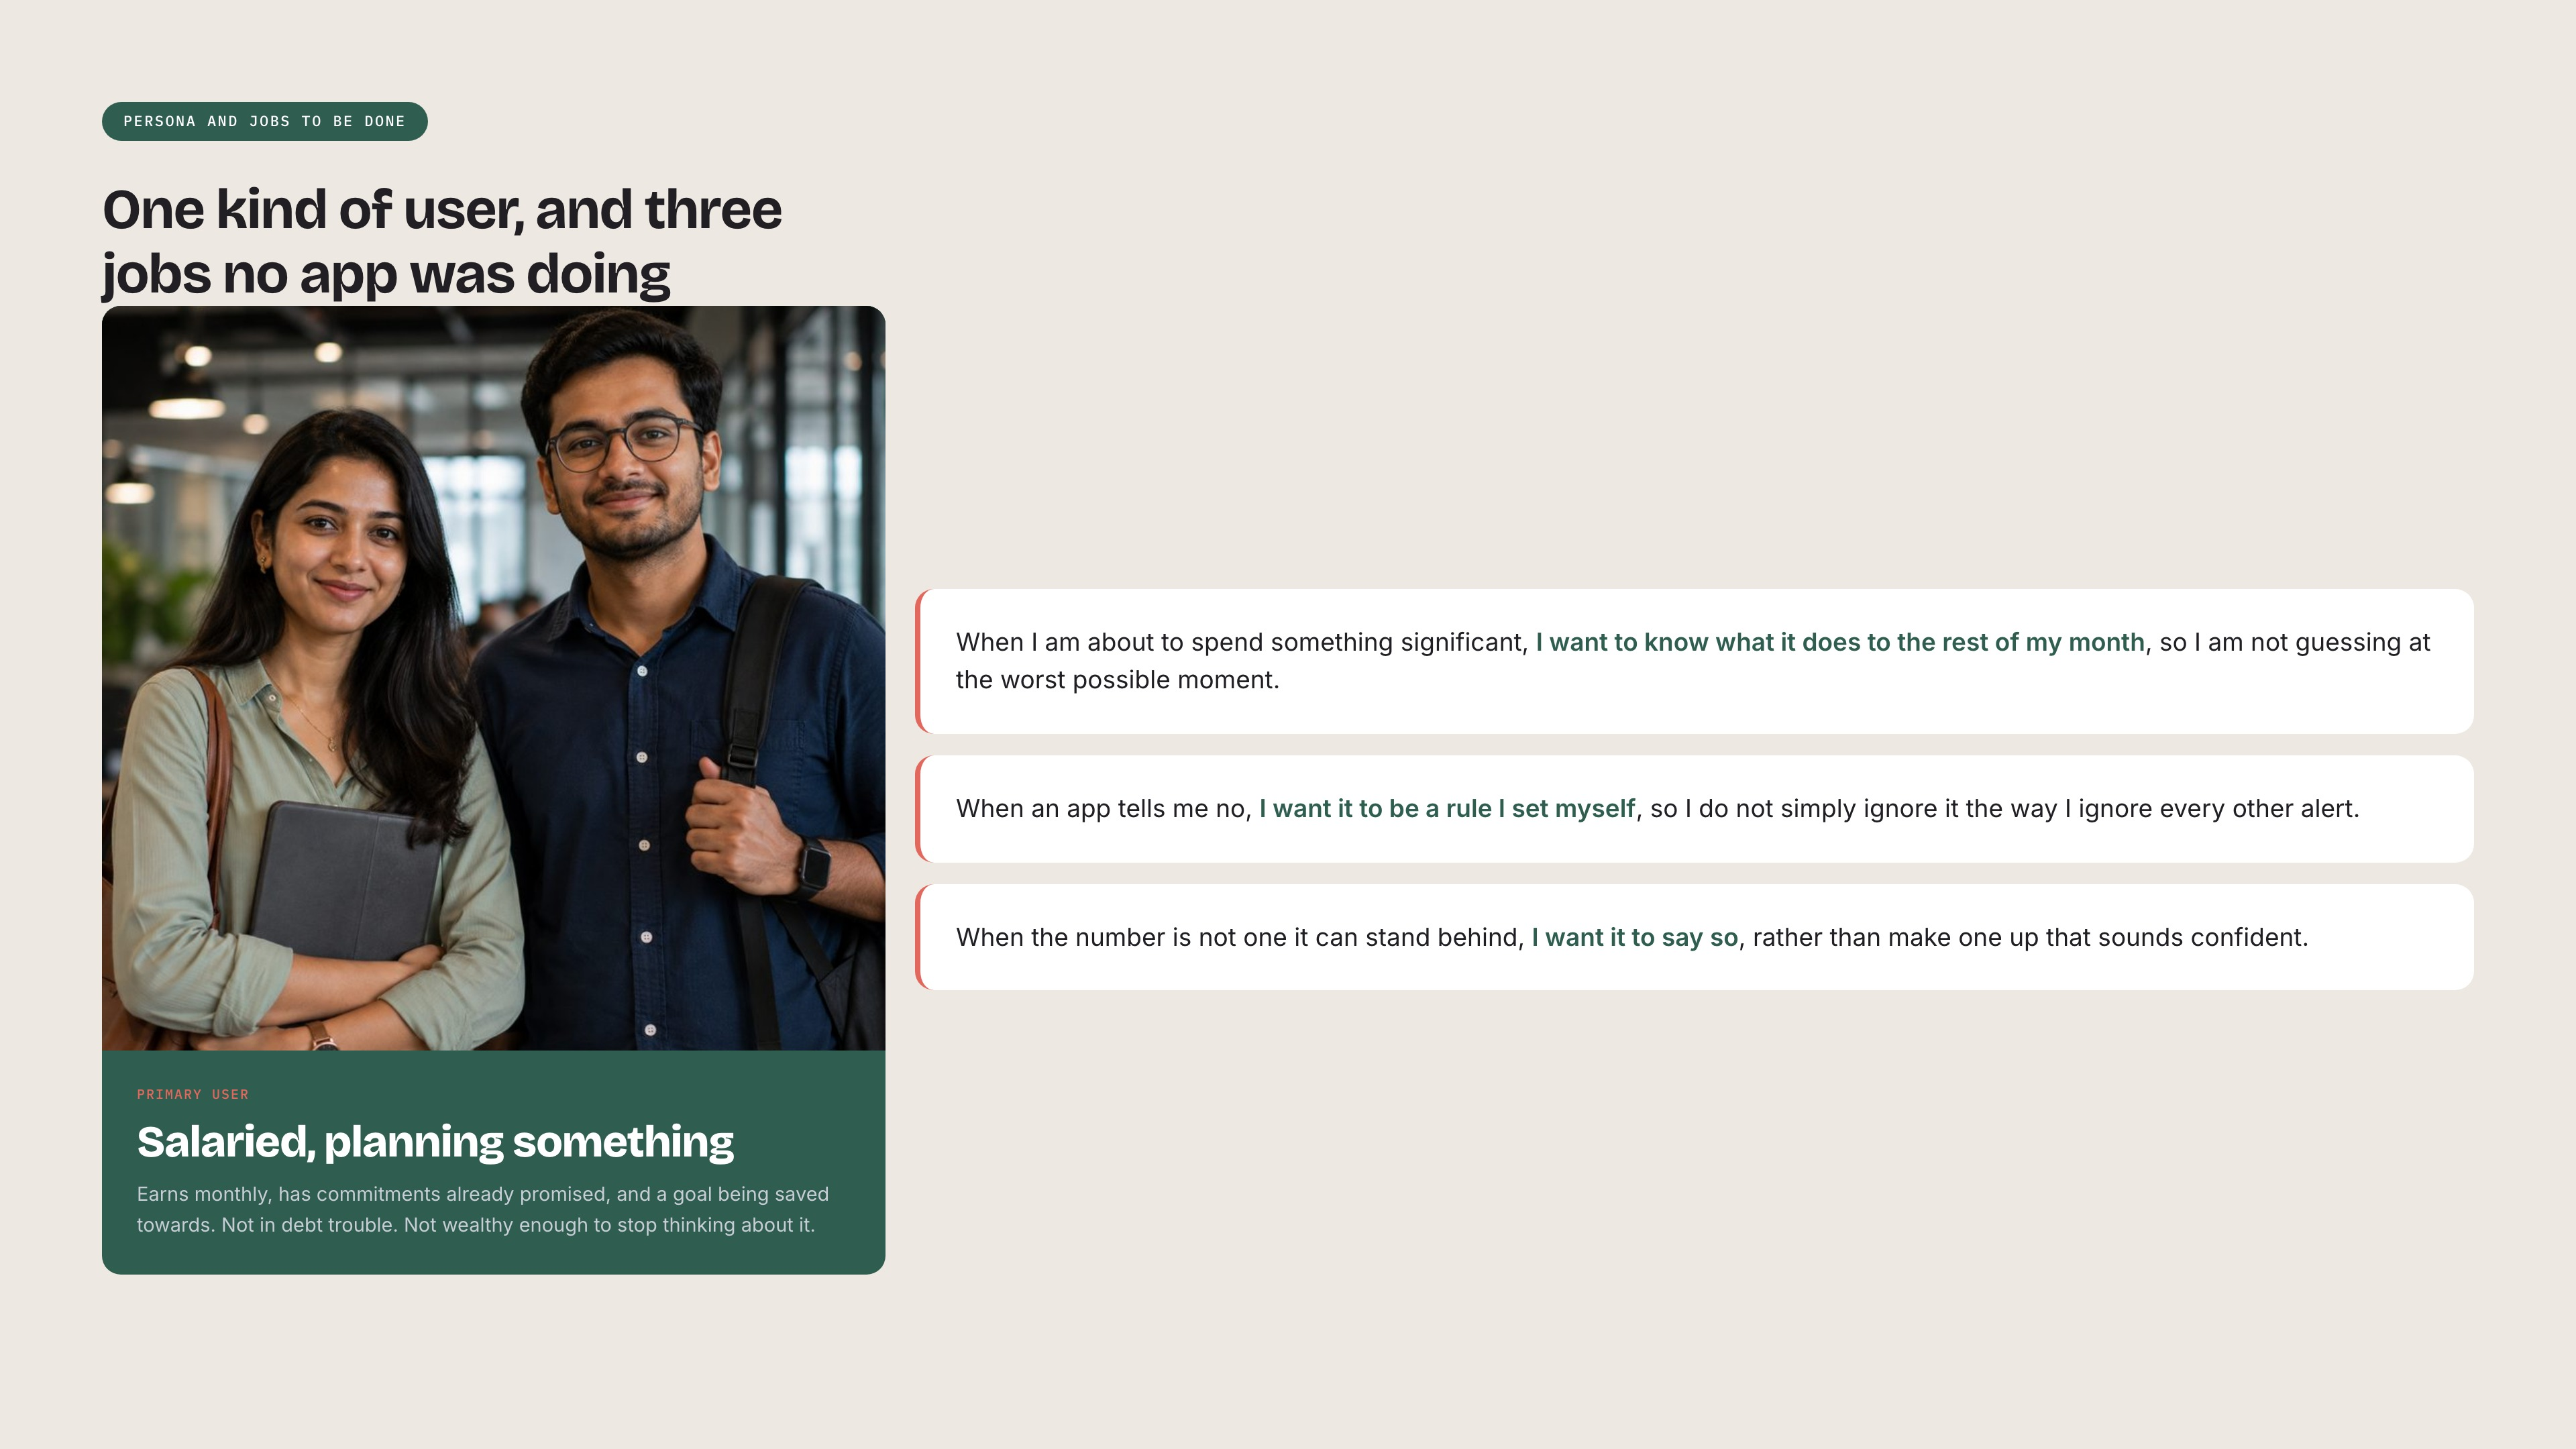 PERSONA AND JOBS TO BE DONE
One kind of user, and three
jobs no app was doing
PRIMARY USER
Salaried, planning something
Earns monthly, has commitments already promised, and a goal being saved
towards. Not in debt trouble. Not wealthy enough to stop thinking about it.
When I am about to spend something significant, I want to know what it does to the rest of my month, so I am not guessing at
the worst possible moment.
When an app tells me no, I want it to be a rule I set myself, so I do not simply ignore it the way I ignore every other alert.
When the number is not one it can stand behind, I want it to say so, rather than make one up that sounds confident.